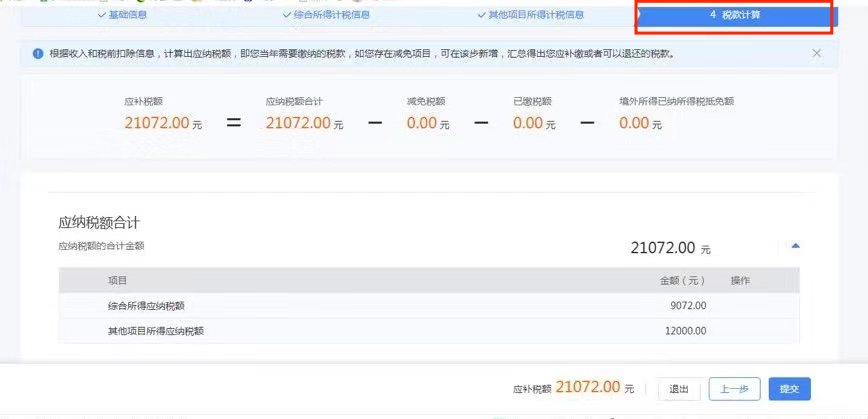 基础信息 综合所得计税信息 其他项目所得计税信息 4 税款计算
根据收入和税前扣除信息，计算出应纳税额，即您当年需要缴纳的税款，如您存在减免项目，可在该步新增，汇总得出您应补缴或者可以退还的税款。
应补税额 应纳税额合计 减免税额 已缴税额 境外所得已纳所得税抵免额
21072.00 元 = 21072.00 元 — 0.00 元 — 0.00 元 — 0.00 元
应纳税额合计
应纳税额的合计金额 21072.00 元
项目 金额（元） 操作
综合所得应纳税额 9072.00
其他项目所得应纳税额 12000.00
应补税额 21072.00 元 退出 上一步 提交